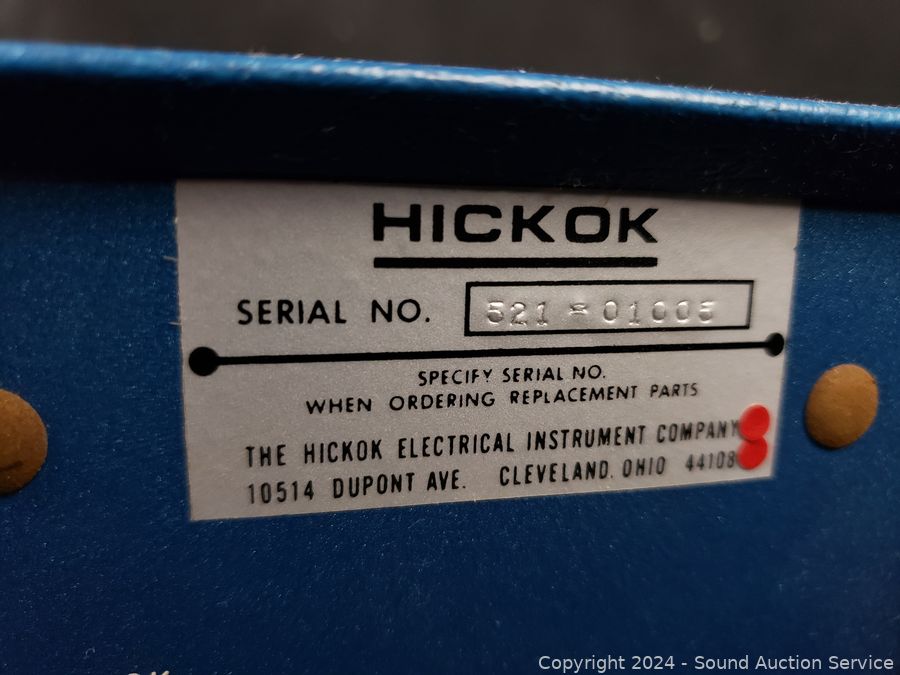 HICKOK
SERIAL NO. 521-01005
SPECIFY SERIAL NO.
WHEN ORDERING REPLACEMENT PARTS
THE HICKOK ELECTRICAL INSTRUMENT COMPANY
10514 DUPONT AVE. CLEVELAND, OHIO 44108
Copyright 2024 - Sound Auction Service